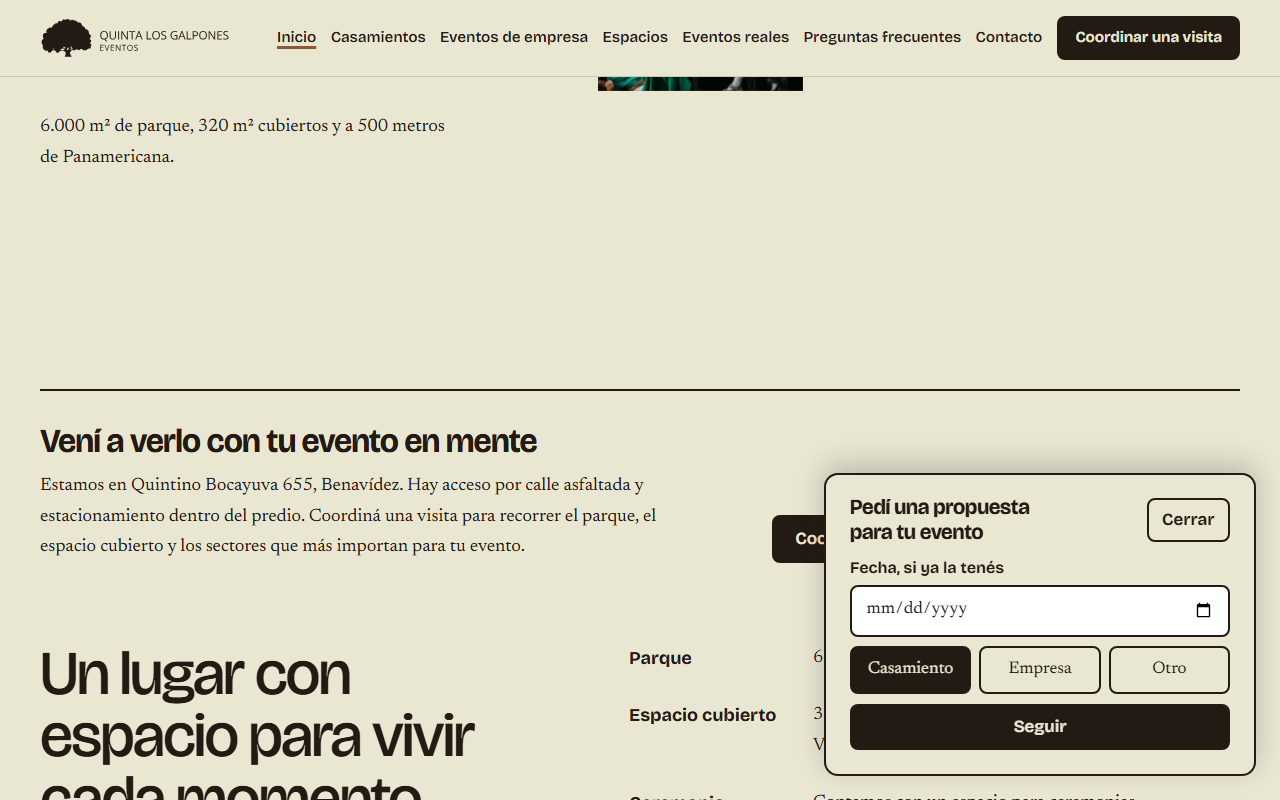 QUINTA LOS GALPONES
EVENTOS
Inicio
Casamientos
Eventos de empresa
Espacios
Eventos reales
Preguntas frecuentes
Contacto
Coordinar una visita
6.000 m² de parque, 320 m² cubiertos y a 500 metros
de Panamericana.
Vení a verlo con tu evento en mente
Estamos en Quintino Bocayuva 655, Benavídez. Hay acceso por calle asfaltada y
estacionamiento dentro del predio. Coordiná una visita para recorrer el parque, el
espacio cubierto y los sectores que más importan para tu evento.
Pedí una propuesta
para tu evento
Cerrar
Fecha, si ya la tenés
mm/dd/yyyy
Casamiento
Empresa
Otro
Seguir
Un lugar con
espacio para vivir
cada momento
Parque
6
Espacio cubierto
3
V